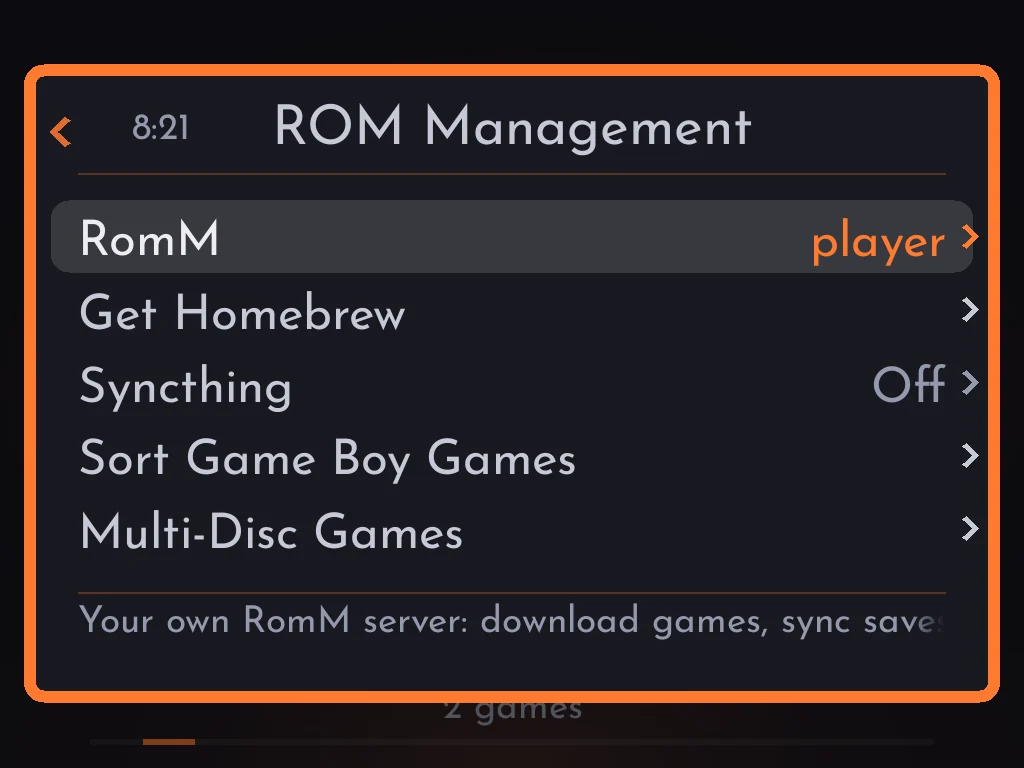 8:21 ROM Management
RomM player
Get Homebrew
Syncthing Off
Sort Game Boy Games
Multi-Disc Games
Your own RomM server: download games, sync saves
2 games